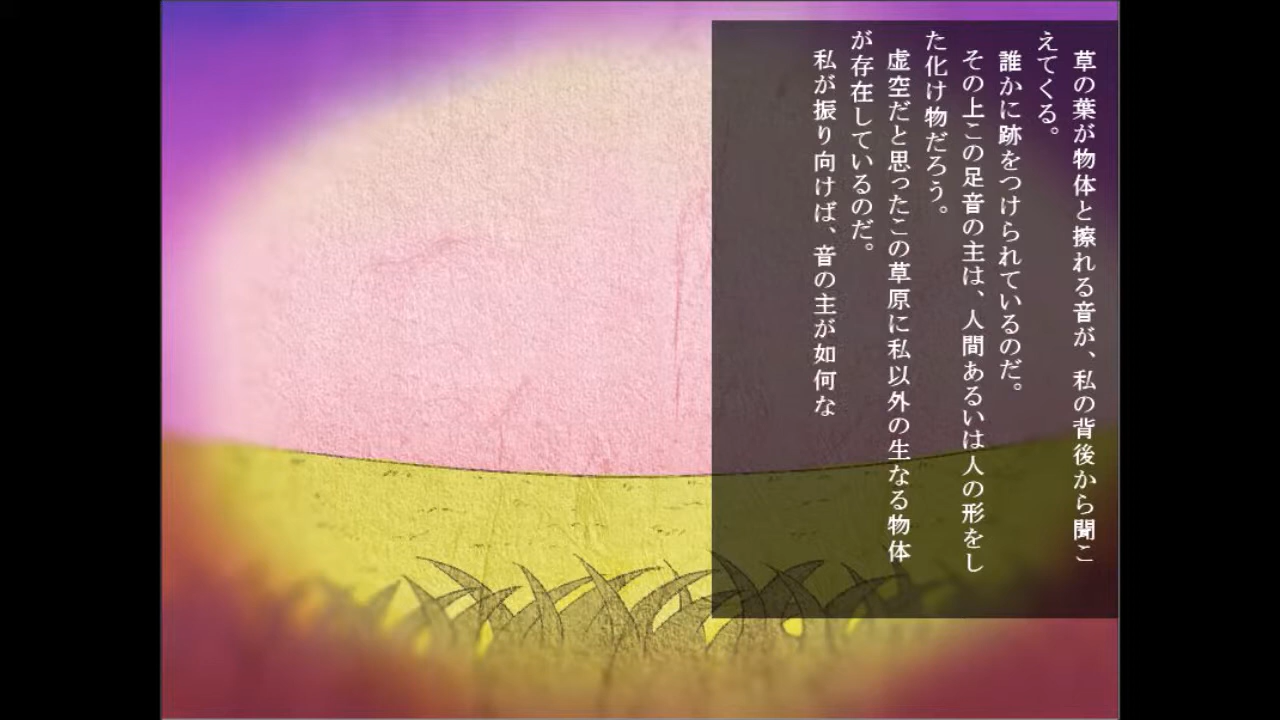 草の葉が物体と擦れる音が、私の背後から聞こ
えてくる。
誰かに跡をつけられているのだ。
その上この足音の主は、人間あるいは人の形をし
た化け物だろう。
虚空だと思ったこの草原に私以外の生なる物体
が存在しているのだ。
私が振り向けば、音の主が如何な